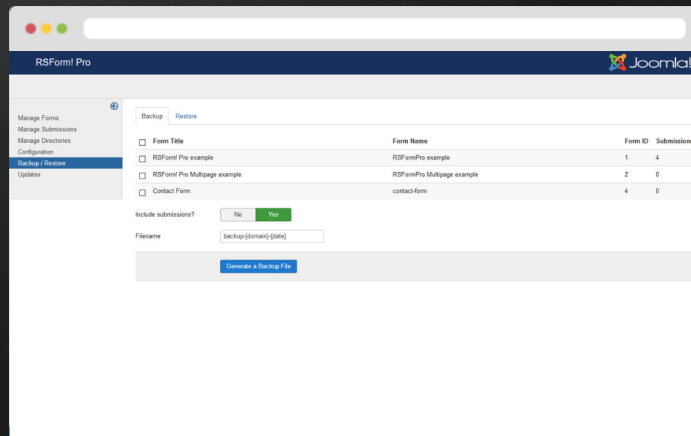 RSForm! Pro
Joomla!
Manage Forms
Manage Submissions
Manage Directories
Configuration
Backup / Restore
Updates
Backup Restore
Form Title Form Name Form ID Submissions
RSForm! Pro example RSFormPro example 1 4
RSForm! Pro Multipage example RSFormPro Multipage example 2 0
Contact Form contact-form 4 0
Include submissions? No Yes
Filename backup-{domain}-{date}
Generate a Backup File